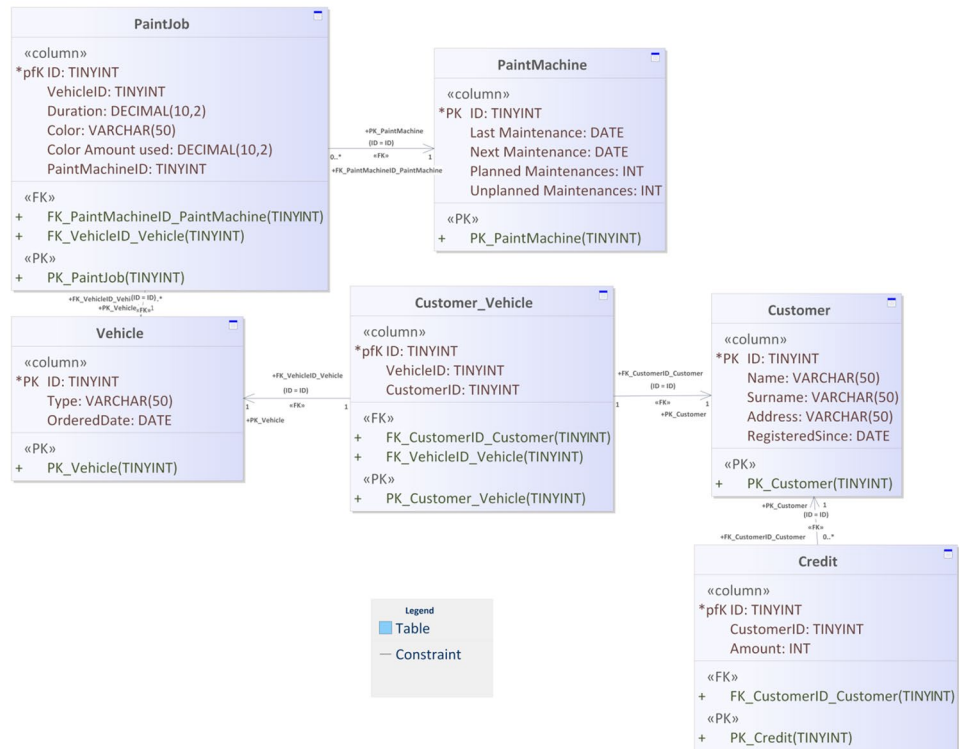 PaintJob
«column»
*pfK ID: TINYINT
VehicleID: TINYINT
Duration: DECIMAL(10,2)
Color: VARCHAR(50)
Color Amount used: DECIMAL(10,2)
PaintMachineID: TINYINT
«FK»
+ FK_PaintMachineID_PaintMachine(TINYINT)
+ FK_VehicleID_Vehicle(TINYINT)
«PK»
+ PK_PaintJob(TINYINT)
+PK_PaintMachine
(ID = ID)
0..* «FK» 1
+FK_PaintMachineID_PaintMachine
PaintMachine
«column»
*PK ID: TINYINT
Last Maintenance: DATE
Next Maintenance: DATE
Planned Maintenances: INT
Unplanned Maintenances: INT
«PK»
+ PK_PaintMachine(TINYINT)
(ID = ID)
+PK_Vehicle «FK» 1
Vehicle
«column»
*PK ID: TINYINT
Type: VARCHAR(50)
OrderedDate: DATE
«PK»
+ PK_Vehicle(TINYINT)
+FK_VehicleID_Vehicle
(ID = ID)
1 «FK» 1
+PK_Vehicle
Customer_Vehicle
«column»
*pfK ID: TINYINT
VehicleID: TINYINT
CustomerID: TINYINT
«FK»
+ FK_CustomerID_Customer(TINYINT)
+ FK_VehicleID_Vehicle(TINYINT)
«PK»
+ PK_Customer_Vehicle(TINYINT)
+FK_CustomerID_Customer
(ID = ID)
1 «FK» 1
+PK_Customer
Customer
«column»
*PK ID: TINYINT
Name: VARCHAR(50)
Surname: VARCHAR(50)
Address: VARCHAR(50)
RegisteredSince: DATE
«PK»
+ PK_Customer(TINYINT)
+PK_Customer 1
(ID = ID)
«FK»
+FK_CustomerID_Customer 0..*
Credit
«column»
*pfK ID: TINYINT
CustomerID: TINYINT
Amount: INT
«FK»
+ FK_CustomerID_Customer(TINYINT)
«PK»
+ PK_Credit(TINYINT)
Legend
Table
Constraint